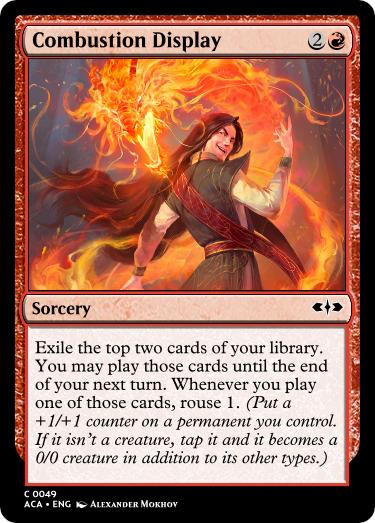 Combustion Display 2
Sorcery
Exile the top two cards of your library.
You may play those cards until the end
of your next turn. Whenever you play
one of those cards, rouse 1. (Put a
+1/+1 counter on a permanent you control.
If it isn't a creature, tap it and it becomes a
0/0 creature in addition to its other types.)
C 0049
ACA • ENG Alexander Mokhov